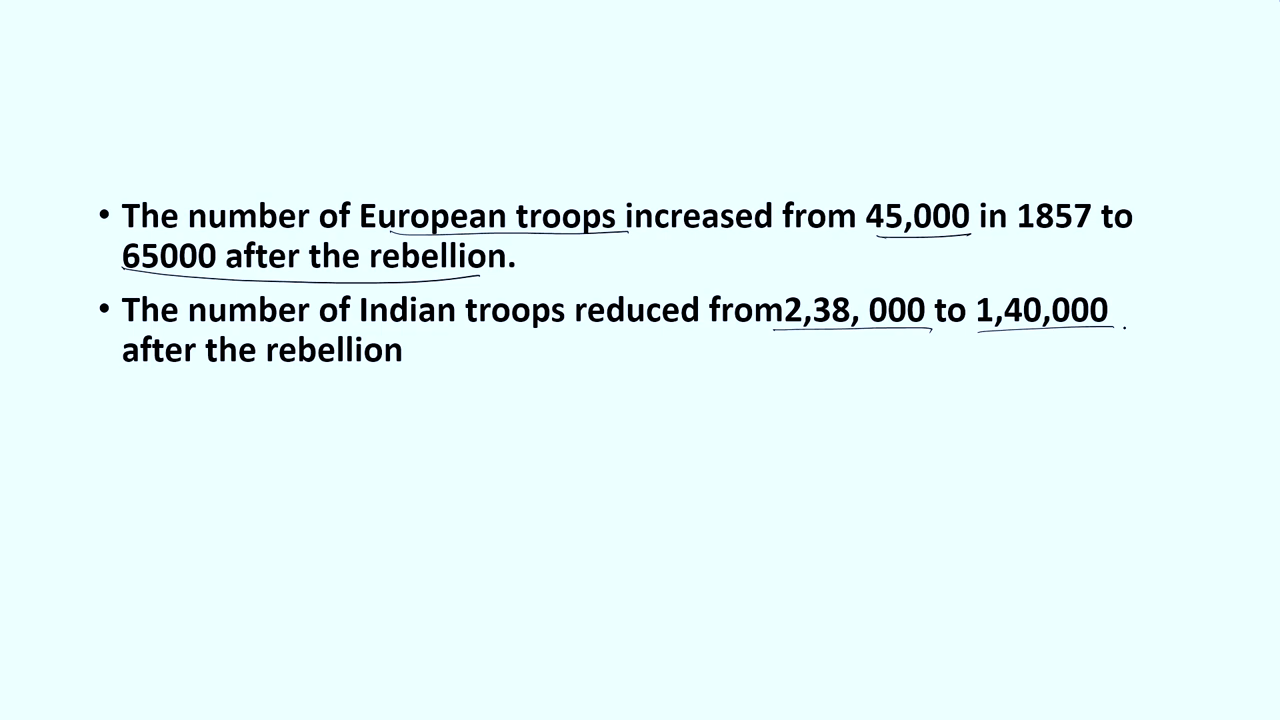 • The number of European troops increased from 45,000 in 1857 to
65000 after the rebellion.
• The number of Indian troops reduced from2,38, 000 to 1,40,000
after the rebellion